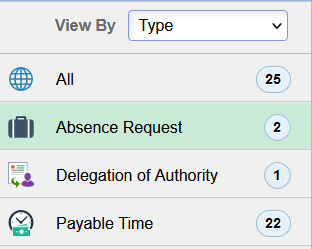 View By Type
All 25
Absence Request 2
Delegation of Authority 1
Payable Time 22